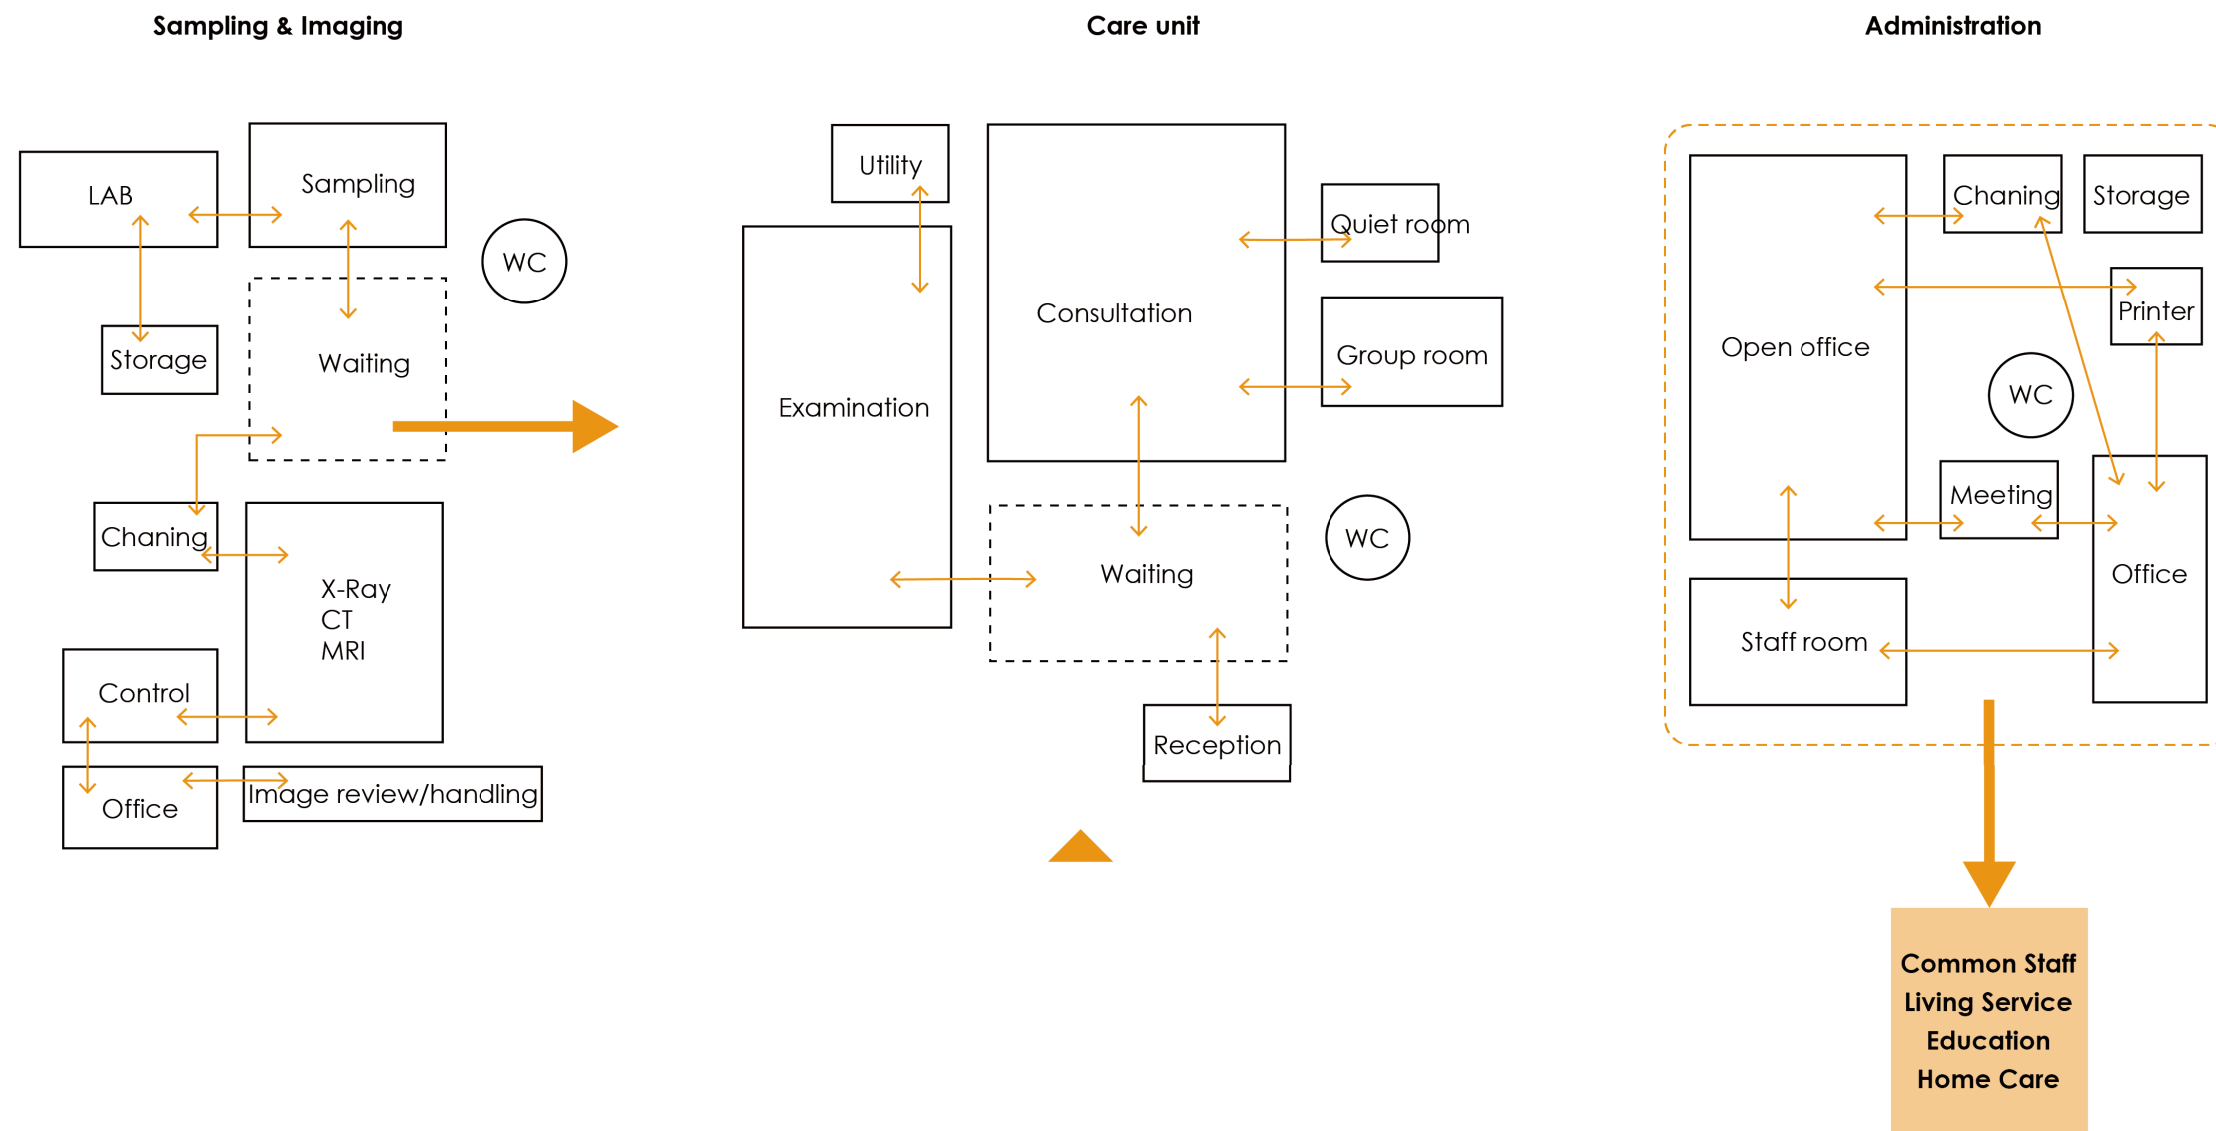 Sampling & Imaging
LAB
Sampling
WC
Storage
Waiting
Chaning
X-Ray
CT
MRI
Control
Office
Image review/handling
Care unit
Utility
Consultation
Quiet room
Group room
Examination
Waiting
WC
Reception
Administration
Open office
Chaning
Storage
Printer
WC
Meeting
Office
Staff room
Common Staff
Living Service
Education
Home Care